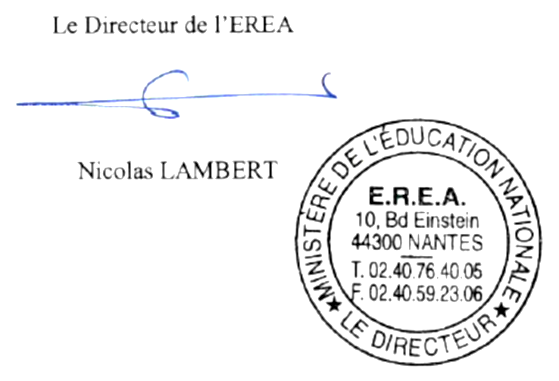 Le Directeur de l'EREA
Nicolas LAMBERT
MINISTÈRE DE L'ÉDUCATION NATIONALE
E.R.E.A.
10, Bd Einstein
44300 NANTES
T. 02.40.76.40.05
F. 02.40.59.23.06
★ LE DIRECTEUR ★